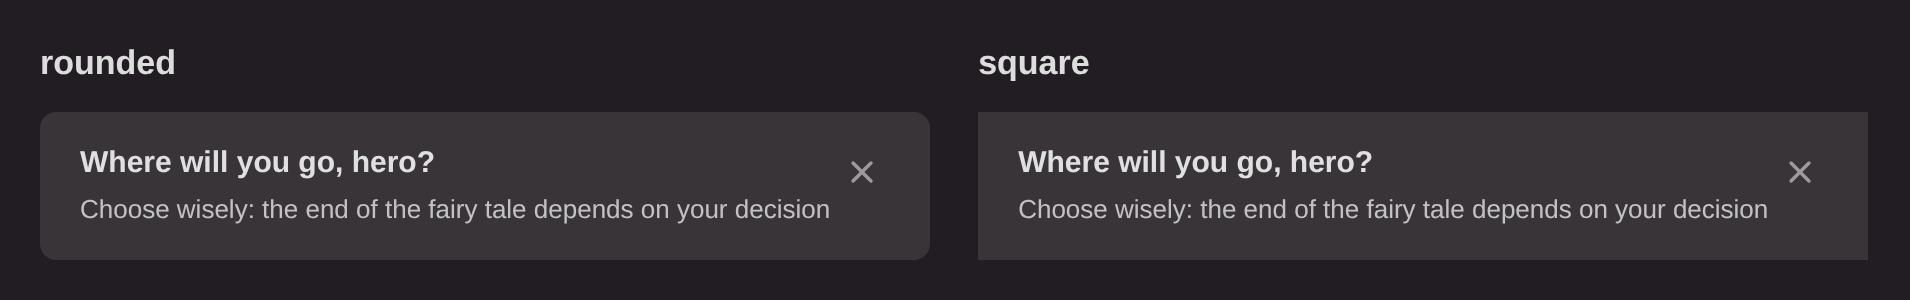 rounded
Where will you go, hero?
Choose wisely: the end of the fairy tale depends on your decision
square
Where will you go, hero?
Choose wisely: the end of the fairy tale depends on your decision